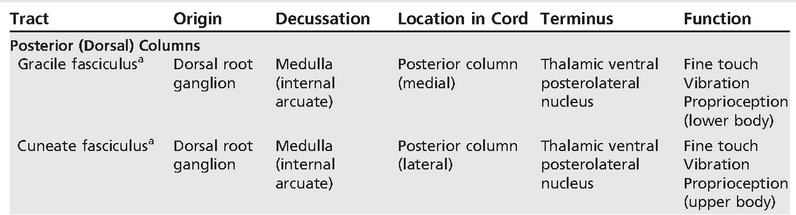 Tract Origin Decussation Location in Cord Terminus Function
Posterior (Dorsal) Columns
Gracile fasciculusᵃ Dorsal root Medulla Posterior column Thalamic ventral Fine touch
ganglion (internal (medial) posterolateral Vibration
arcuate) nucleus Proprioception
(lower body)
Cuneate fasciculusᵃ Dorsal root Medulla Posterior column Thalamic ventral Fine touch
ganglion (internal (lateral) posterolateral Vibration
arcuate) nucleus Proprioception
(upper body)